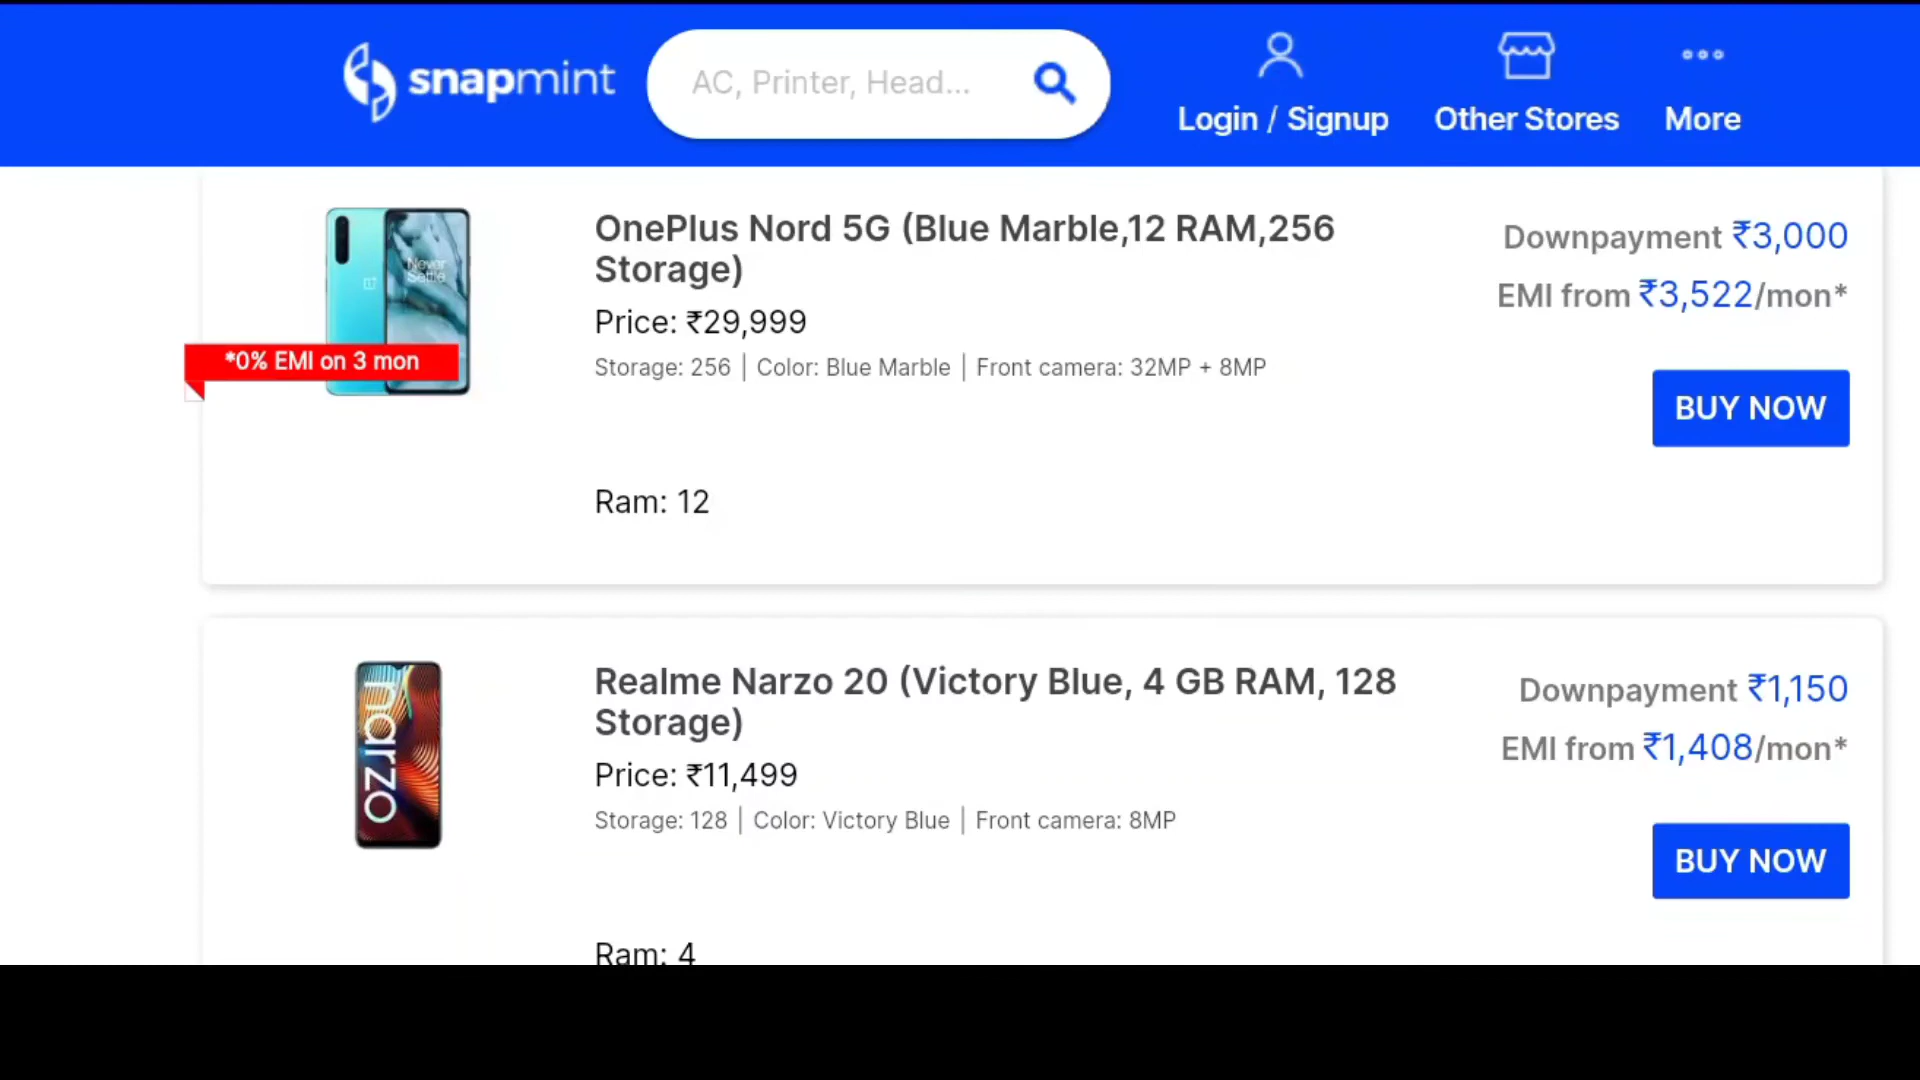 snapmint
AC, Printer, Head...
Login / Signup
Other Stores
More
OnePlus Nord 5G (Blue Marble,12 RAM,256
Storage)
Price: ₹29,999
Storage: 256 | Color: Blue Marble | Front camera: 32MP + 8MP
Ram: 12
Never
Settle
*0% EMI on 3 mon
Downpayment ₹3,000
EMI from ₹3,522/mon*
BUY NOW
narzo
Realme Narzo 20 (Victory Blue, 4 GB RAM, 128
Storage)
Price: ₹11,499
Storage: 128 | Color: Victory Blue | Front camera: 8MP
Ram: 4
Downpayment ₹1,150
EMI from ₹1,408/mon*
BUY NOW